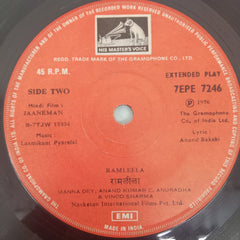 HIS MASTER'S VOICE
REGD. TRADE MARK OF THE GRAMOPHONE CO.
45 R.P.M.
EXTENDED PLAY
SIDE TWO
7EPE 7246
Hindi Film :
JAANEMAN
℗ 1976
The Gramophone
Co. of India Ltd.
Music :
Laxmikant Pyarelal
Lyric :
Anand Bakshi
RAMLEELA
रामलीला
MANNA DEY, ANAND KUMAR C, ANURADHA
& VINOD SHARMA
Navketan International Films Pvt. Ltd.
EMI
MADE IN INDIA